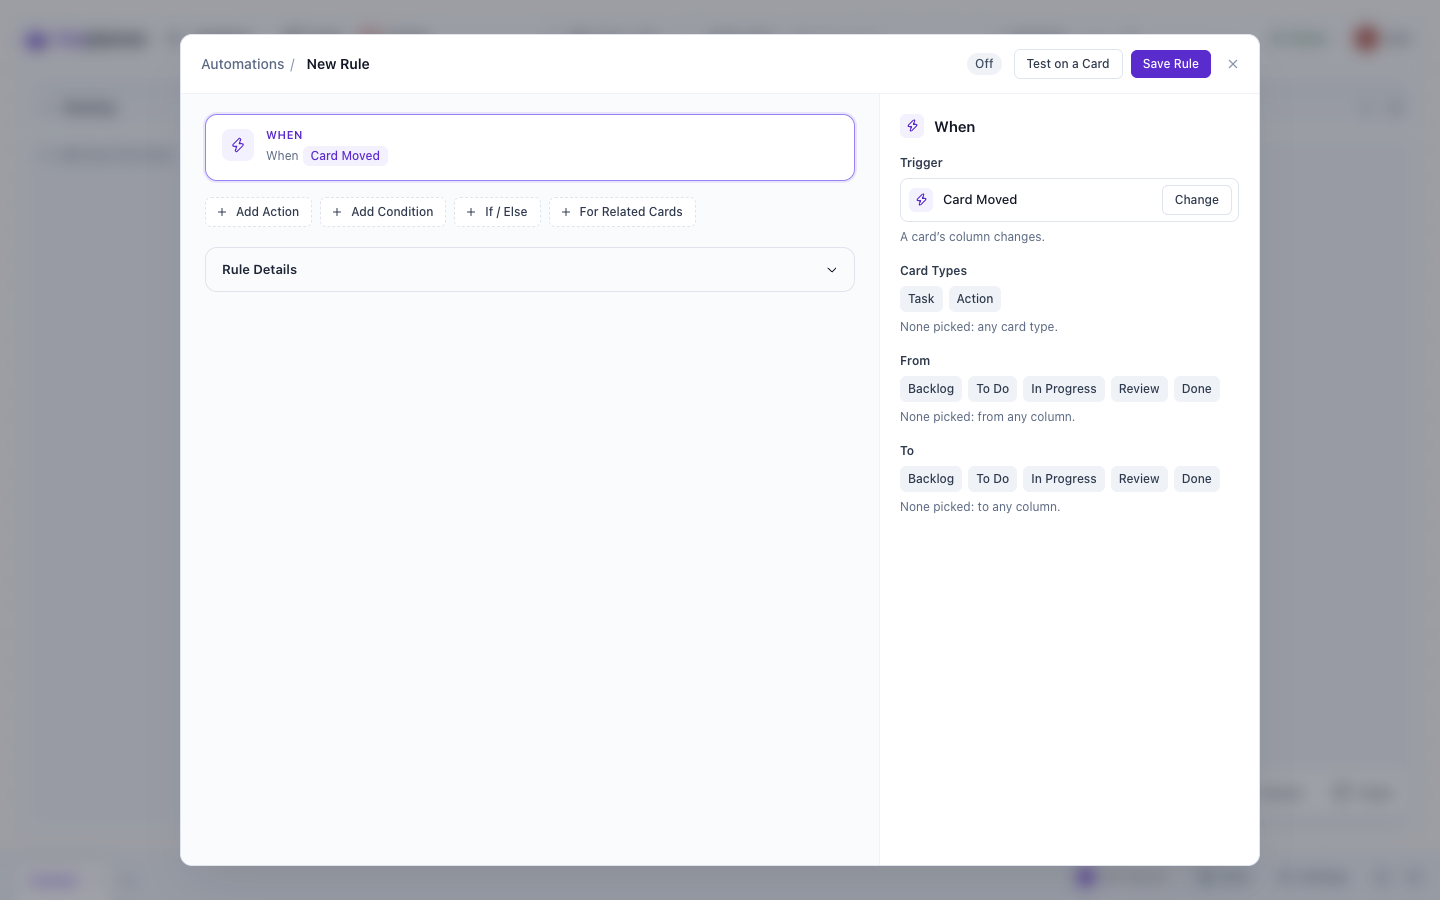 Automations / New Rule
Off
Test on a Card
Save Rule
WHEN
When Card Moved
Add Action
Add Condition
If / Else
For Related Cards
Rule Details
When
Trigger
Card Moved
Change
A card's column changes.
Card Types
Task
Action
None picked: any card type.
From
Backlog
To Do
In Progress
Review
Done
None picked: from any column.
To
Backlog
To Do
In Progress
Review
Done
None picked: to any column.